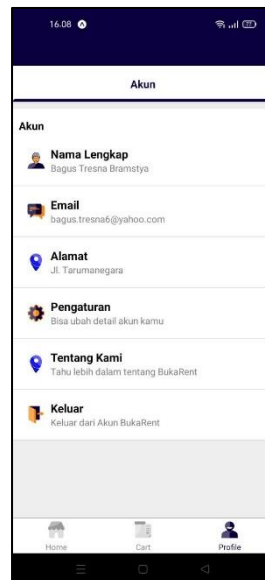 16.08
77
Akun
Akun
Nama Lengkap
Bagus Tresna Bramstya
Email
bagus.tresna6@yahoo.com
Alamat
Jl. Tarumanegara
Pengaturan
Bisa ubah detail akun kamu
Tentang Kami
Tahu lebih dalam tentang BukaRent
Keluar
Keluar dari Akun BukaRent
Home
Cart
Profile